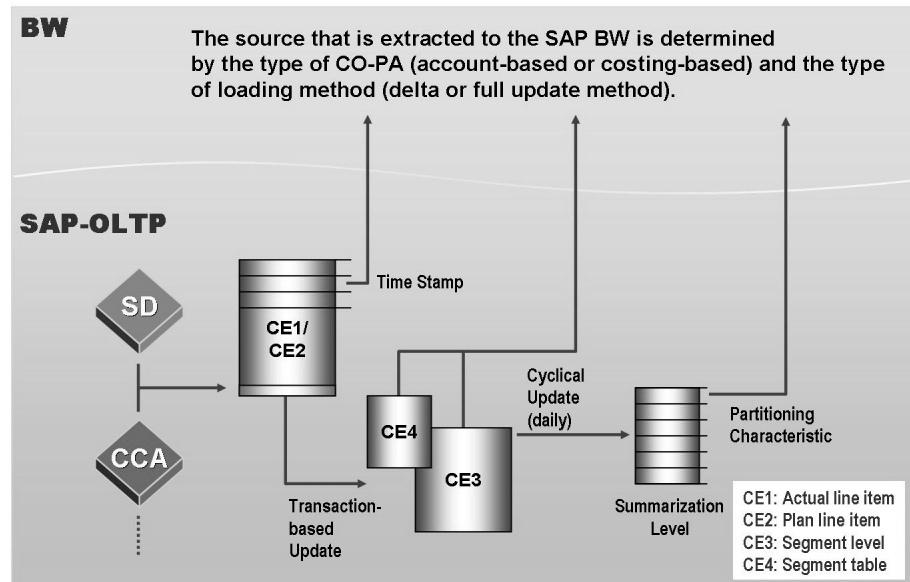 BW
The source that is extracted to the SAP BW is determined
by the type of CO-PA (account-based or costing-based) and the type
of loading method (delta or full update method).
SAP-OLTP
SD
CCA
CE1/
CE2
Time Stamp
Transaction-
based
Update
CE4
CE3
Cyclical
Update
(daily)
Summarization
Level
Partitioning
Characteristic
CE1: Actual line item
CE2: Plan line item
CE3: Segment level
CE4: Segment table